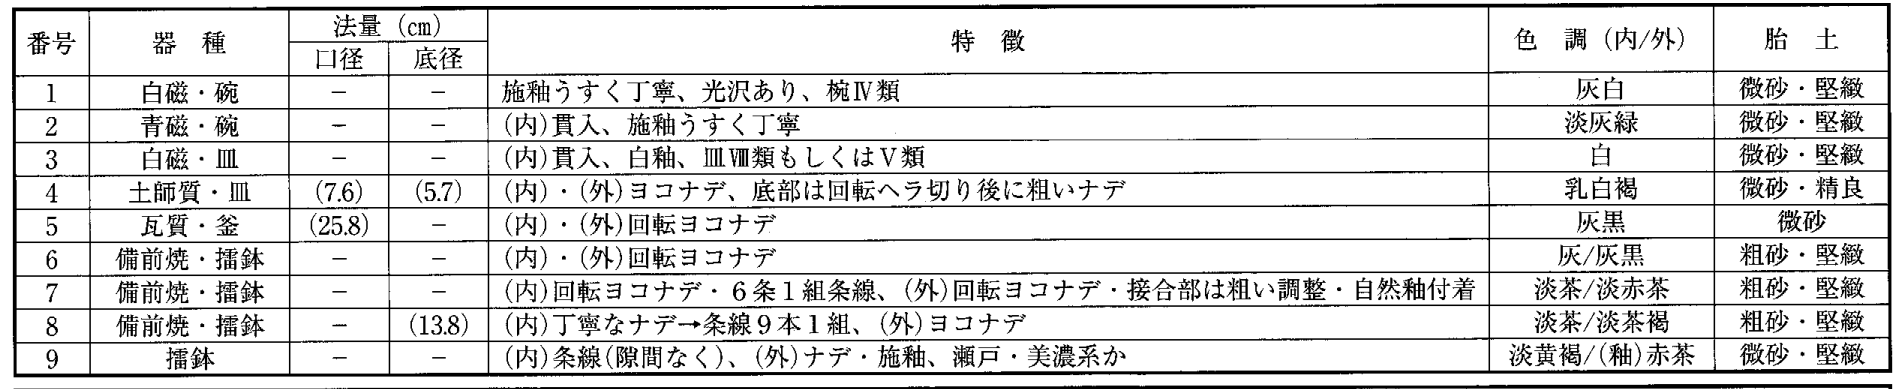 番号 器種 法量（㎝） 特徴 色調（内/外） 胎土
口径 底径
1 白磁・碗 − − 施釉うすく丁寧、光沢あり、椀Ⅳ類 灰白 微砂・堅緻
2 青磁・碗 − − (内)貫入、施釉うすく丁寧 淡灰緑 微砂・堅緻
3 白磁・皿 − − (内)貫入、白釉、皿Ⅷ類もしくはⅤ類 白 微砂・堅緻
4 土師質・皿 (7.6) (5.7) (内)・(外)ヨコナデ、底部は回転ヘラ切り後に粗いナデ 乳白褐 微砂・精良
5 瓦質・釜 (25.8) − (内)・(外)回転ヨコナデ 灰黒 微砂
6 備前焼・擂鉢 − − (内)・(外)回転ヨコナデ 灰/灰黒 粗砂・堅緻
7 備前焼・擂鉢 − − (内)回転ヨコナデ・６条１組条線、(外)回転ヨコナデ・接合部は粗い調整・自然釉付着 淡茶/淡赤茶 粗砂・堅緻
8 備前焼・擂鉢 − (13.8) (内)丁寧なナデ→条線９本１組、(外)ヨコナデ 淡茶/淡茶褐 粗砂・堅緻
9 擂鉢 − − (内)条線(隙間なく)、(外)ナデ・施釉、瀬戸・美濃系か 淡黄褐/(釉)赤茶 微砂・堅緻